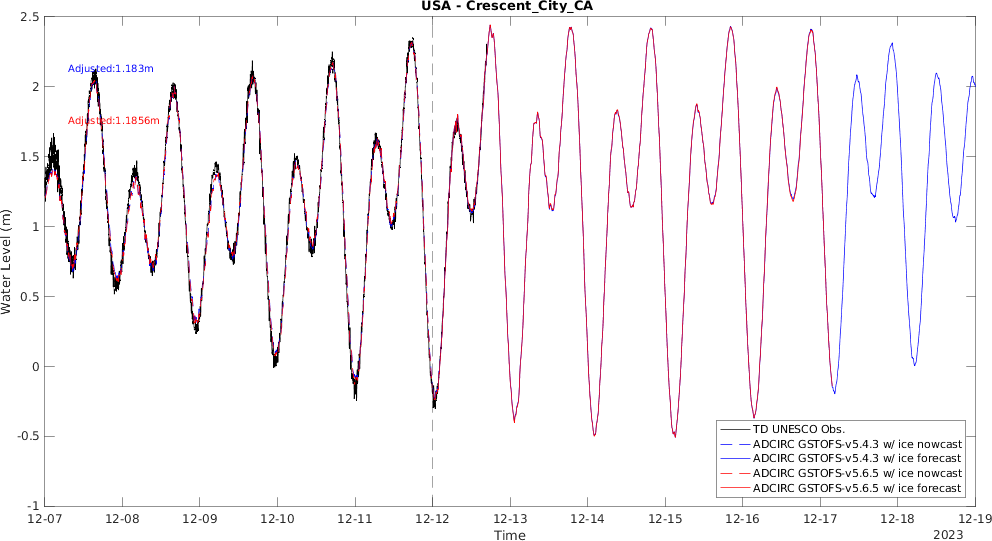 USA - Crescent_City_CA
Water Level (m)
2.5
2
1.5
1
0.5
0
-0.5
-1
Adjusted:1.183m
Adjusted:1.1856m
TD UNESCO Obs.
ADCIRC GSTOFS-v5.4.3 w/ ice nowcast
ADCIRC GSTOFS-v5.4.3 w/ ice forecast
ADCIRC GSTOFS-v5.6.5 w/ ice nowcast
ADCIRC GSTOFS-v5.6.5 w/ ice forecast
12-07 12-08 12-09 12-10 12-11 12-12 12-13 12-14 12-15 12-16 12-17 12-18 12-19
Time
2023